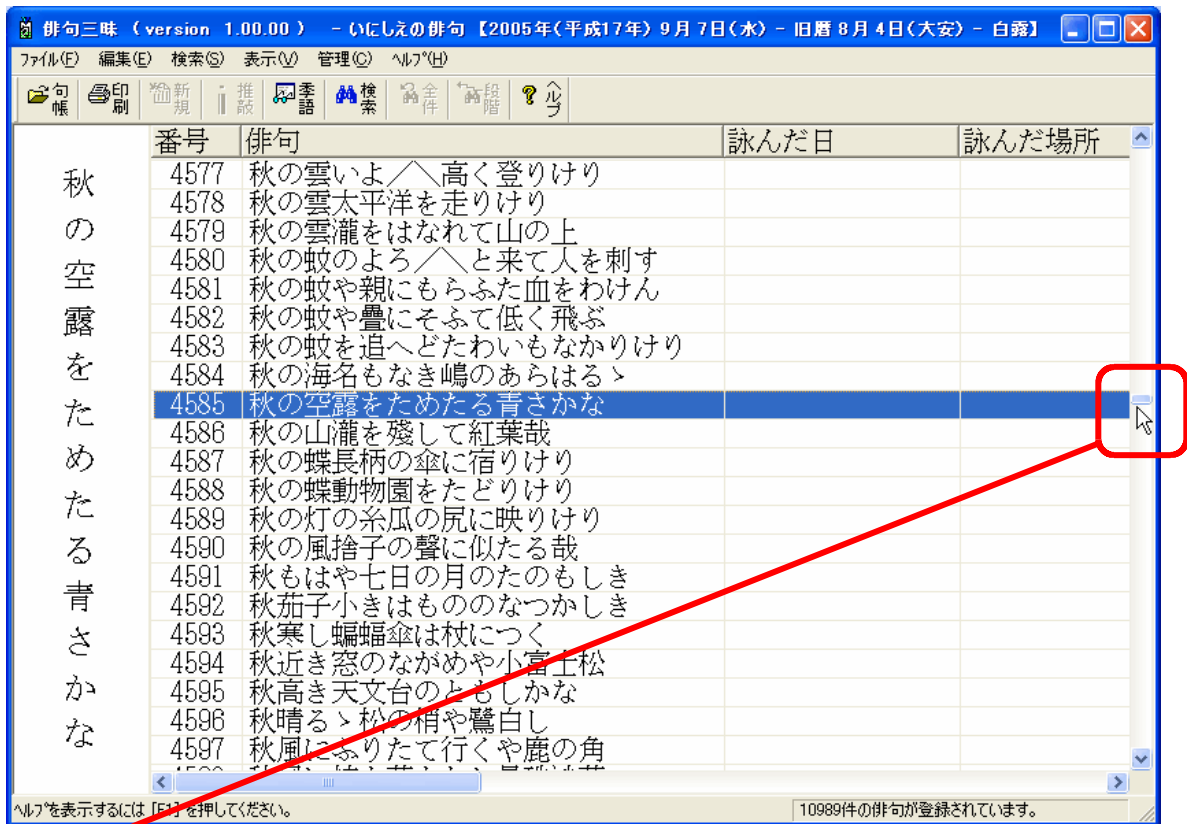 俳句三昧 (version 1.00.00) - いにしえの俳句【2005年(平成17年) 9月 7日(水) - 旧暦 8月 4日(大安) - 白露】
ファイル(F) 編集(E) 検索(S) 表示(V) 管理(C) ヘルプ(H)
句帳 印刷 新規 推敲 季語 検索 全件 段階 ヘルプ
秋の空露をためたる青さかな
番号 俳句 詠んだ日 詠んだ場所
4577 秋の雲いよ／＼高く登りけり
4578 秋の雲太平洋を走りけり
4579 秋の雲瀧をはなれて山の上
4580 秋の蚊のよろ／＼と来て人を刺す
4581 秋の蚊や親にもらふた血をわけん
4582 秋の蚊や疊にそふて低く飛ぶ
4583 秋の蚊を追へどたわいもなかりけり
4584 秋の海名もなき嶋のあらはるゝ
4585 秋の空露をためたる青さかな
4586 秋の山瀧を殘して紅葉哉
4587 秋の蝶長柄の傘に宿りけり
4588 秋の蝶動物園をたどりけり
4589 秋の灯の糸瓜の尻に映りけり
4590 秋の風捨子の聲に似たる哉
4591 秋もはや七日の月のたのもしき
4592 秋茄子小きはもののなつかしき
4593 秋寒し蝙蝠傘は杖につく
4594 秋近き窓のながめや小富士松
4595 秋高き天文台のともしかな
4596 秋晴るゝ松の梢や鷺白し
4597 秋風にふりたて行くや鹿の角
ヘルプを表示するには [F1] を押してください。 10989件の俳句が登録されています。